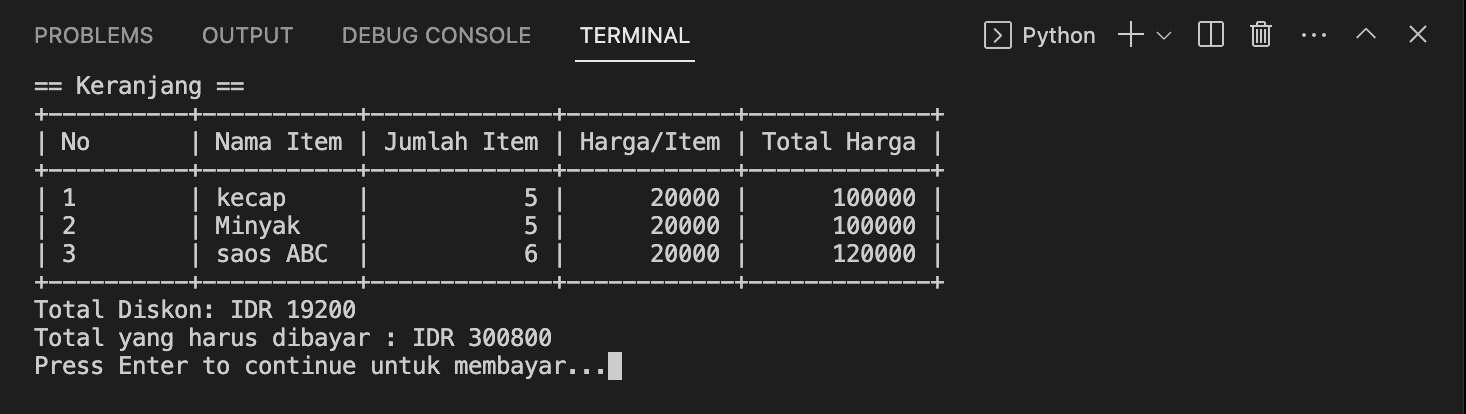 PROBLEMS OUTPUT DEBUG CONSOLE TERMINAL Python
== Keranjang ==
+----------+-----------+-------------+------------+-------------+
| No       | Nama Item | Jumlah Item | Harga/Item | Total Harga |
+----------+-----------+-------------+------------+-------------+
| 1        | kecap     |           5 |      20000 |      100000 |
| 2        | Minyak    |           5 |      20000 |      100000 |
| 3        | saos ABC  |           6 |      20000 |      120000 |
+----------+-----------+-------------+------------+-------------+
Total Diskon: IDR 19200
Total yang harus dibayar : IDR 300800
Press Enter to continue untuk membayar...